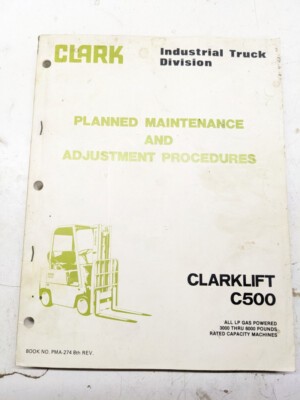 CLARK
Industrial Truck
Division
PLANNED MAINTENANCE
AND
ADJUSTMENT PROCEDURES
CLARKLIFT
C500
ALL LP GAS POWERED
3000 THRU 8000 POUNDS
RATED CAPACITY MACHINES
BOOK NO. PMA-274 8th REV.